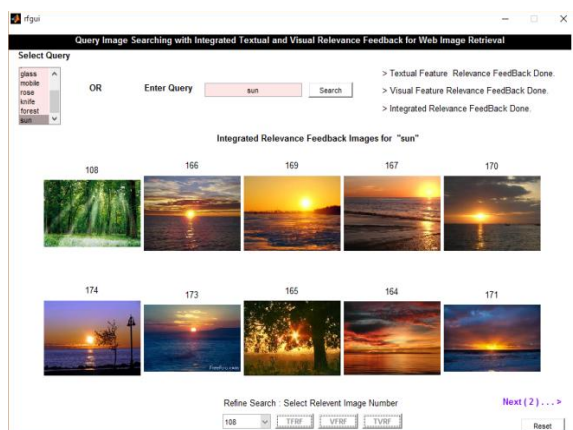 rfgui
Query Image Searching with Integrated Textual and Visual Relevance Feedback for Web Image Retrieval
Select Query
glass
mobile
rose
knife
forest
sun
OR
Enter Query
sun
Search
> Textual Feature Relevance FeedBack Done.
> Visual Feature Relevance FeedBack Done.
> Integrated Relevance FeedBack Done.
Integrated Relevance Feedback Images for "sun"
108 166 169 167 170
174 173 165 164 171
Refine Search : Select Relevent Image Number
108 TFRF VFRF TVRF
Next ( 2 ) . . . >
Reset